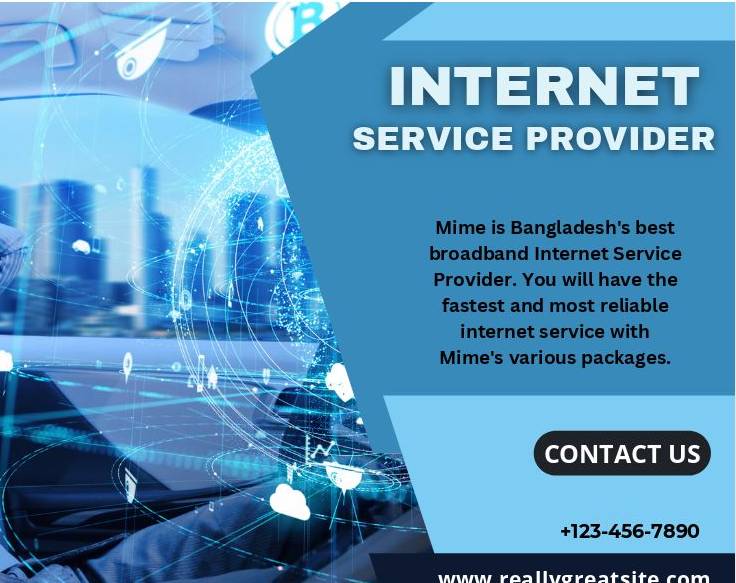 INTERNET
SERVICE PROVIDER
Mime is Bangladesh's best
broadband Internet Service
Provider. You will have the
fastest and most reliable
internet service with
Mime's various packages.
CONTACT US
+123-456-7890
www.reallygreatsite.com